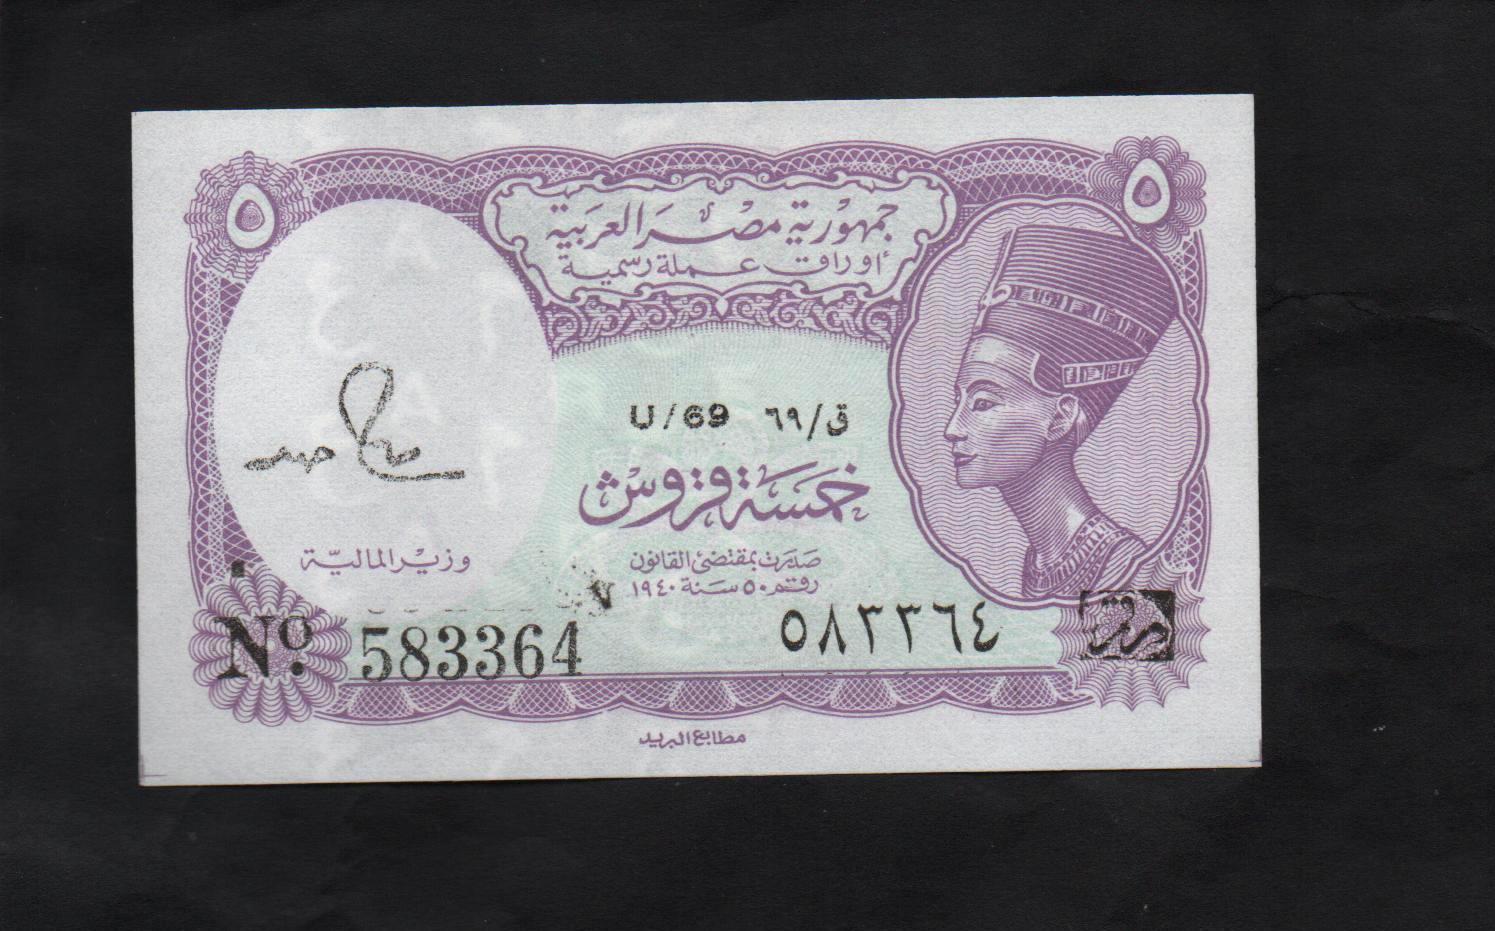 ٥ ٥
جمهورية مصر العربية
أوراق عملة رسمية
U/69 ٦٩/ق
خمسة قروش
وزير المالية
صدرت بمقتضى القانون
رقم ٥٠ سنة ١٩٤٠
Nº 583364 ٥٨٣٣٦٤
مطابع البريد